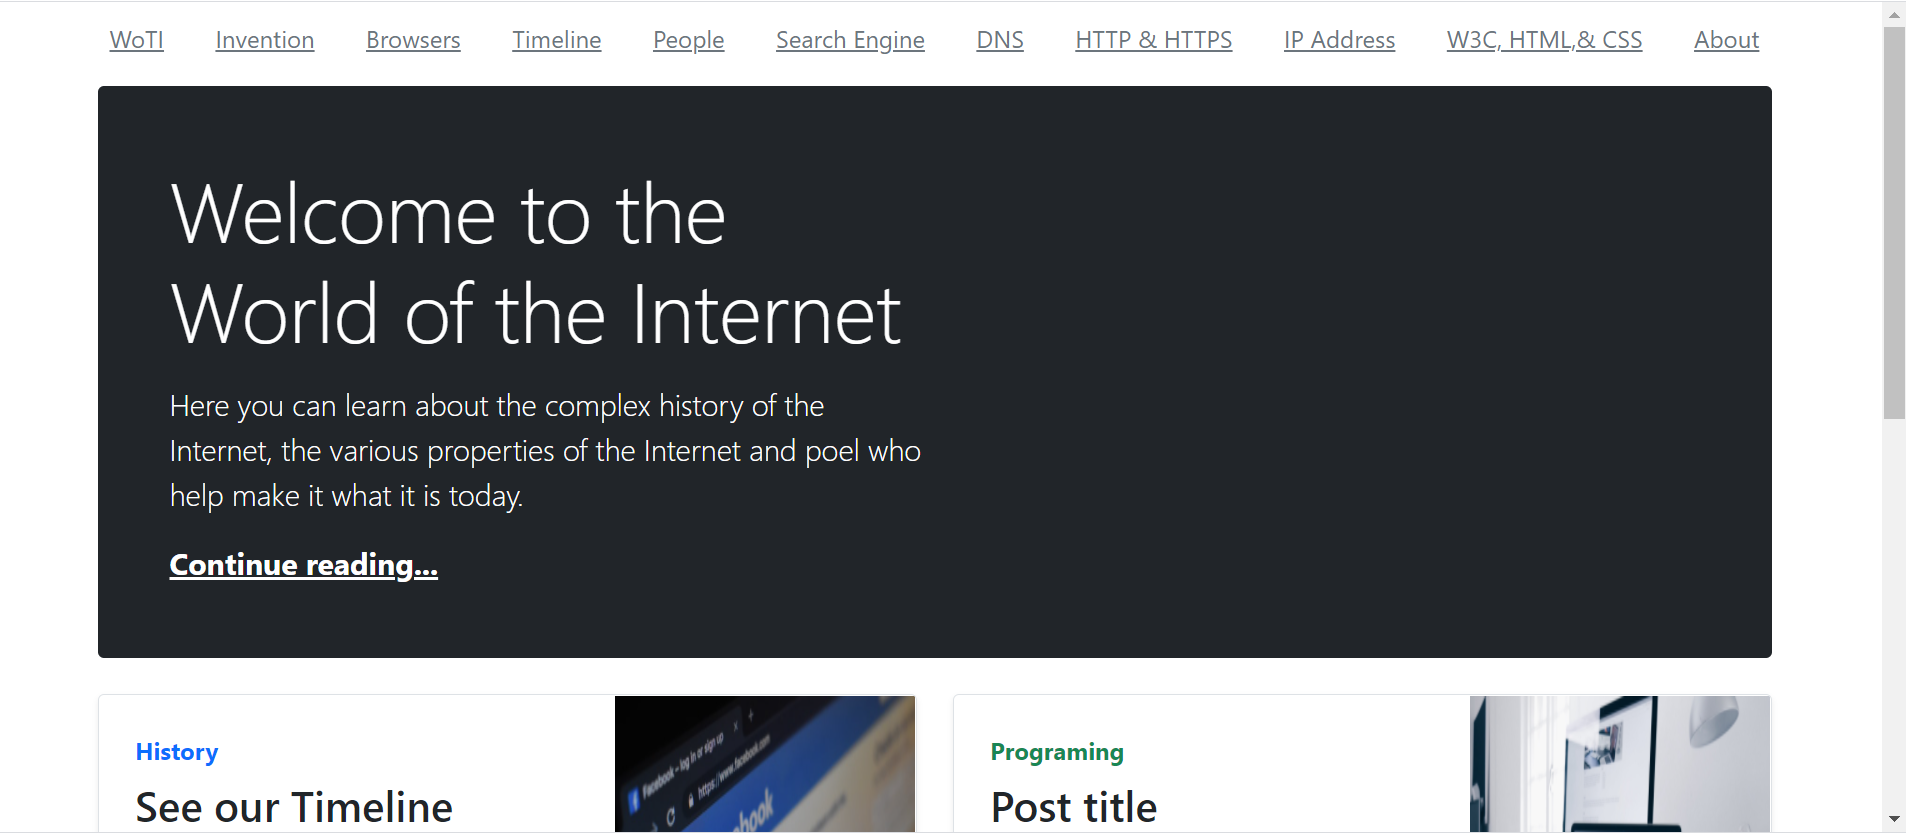 WoTI Invention Browsers Timeline People Search Engine DNS HTTP & HTTPS IP Address W3C, HTML,& CSS About
Welcome to the
World of the Internet
Here you can learn about the complex history of the
Internet, the various properties of the Internet and poel who
help make it what it is today.
Continue reading...
History
See our Timeline
Facebook – log in or sign up
https://www.facebook.com
Programing
Post title